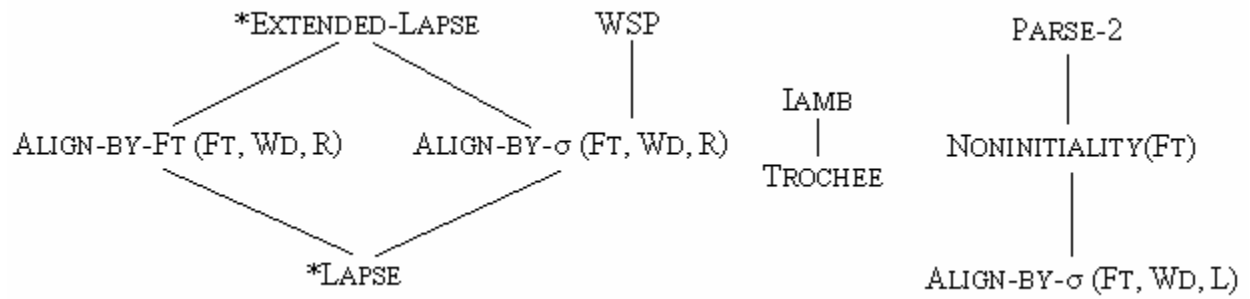 *EXTENDED-LAPSE WSP PARSE-2
IAMB
ALIGN-BY-FT (FT, WD, R) ALIGN-BY-σ (FT, WD, R) NONINITIALITY(FT)
TROCHEE
*LAPSE ALIGN-BY-σ (FT, WD, L)